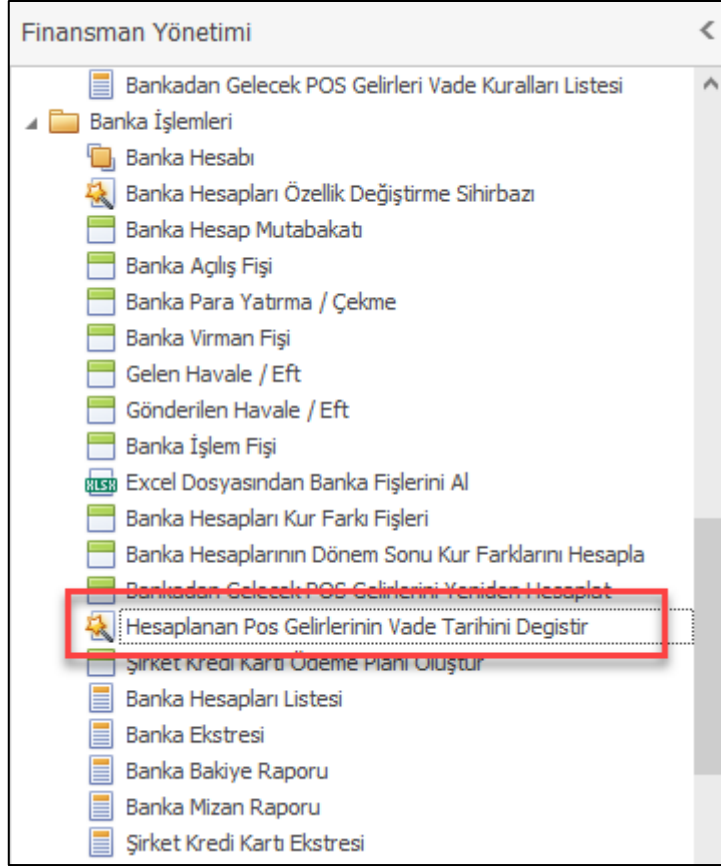 Finansman Yönetimi
Bankadan Gelecek POS Gelirleri Vade Kuralları Listesi
Banka İşlemleri
Banka Hesabı
Banka Hesapları Özellik Değiştirme Sihirbazı
Banka Hesap Mutabakatı
Banka Açılış Fişi
Banka Para Yatırma / Çekme
Banka Virman Fişi
Gelen Havale / Eft
Gönderilen Havale / Eft
Banka İşlem Fişi
XLSX Excel Dosyasından Banka Fişlerini Al
Banka Hesapları Kur Farkı Fişleri
Banka Hesaplarının Dönem Sonu Kur Farklarını Hesapla
Bankadan Gelecek POS Gelirlerini Yeniden Hesaplat
Hesaplanan Pos Gelirlerinin Vade Tarihini Degistir
Şirket Kredi Kartı Ödeme Planı Oluştur
Banka Hesapları Listesi
Banka Ekstresi
Banka Bakiye Raporu
Banka Mizan Raporu
Şirket Kredi Kartı Ekstresi